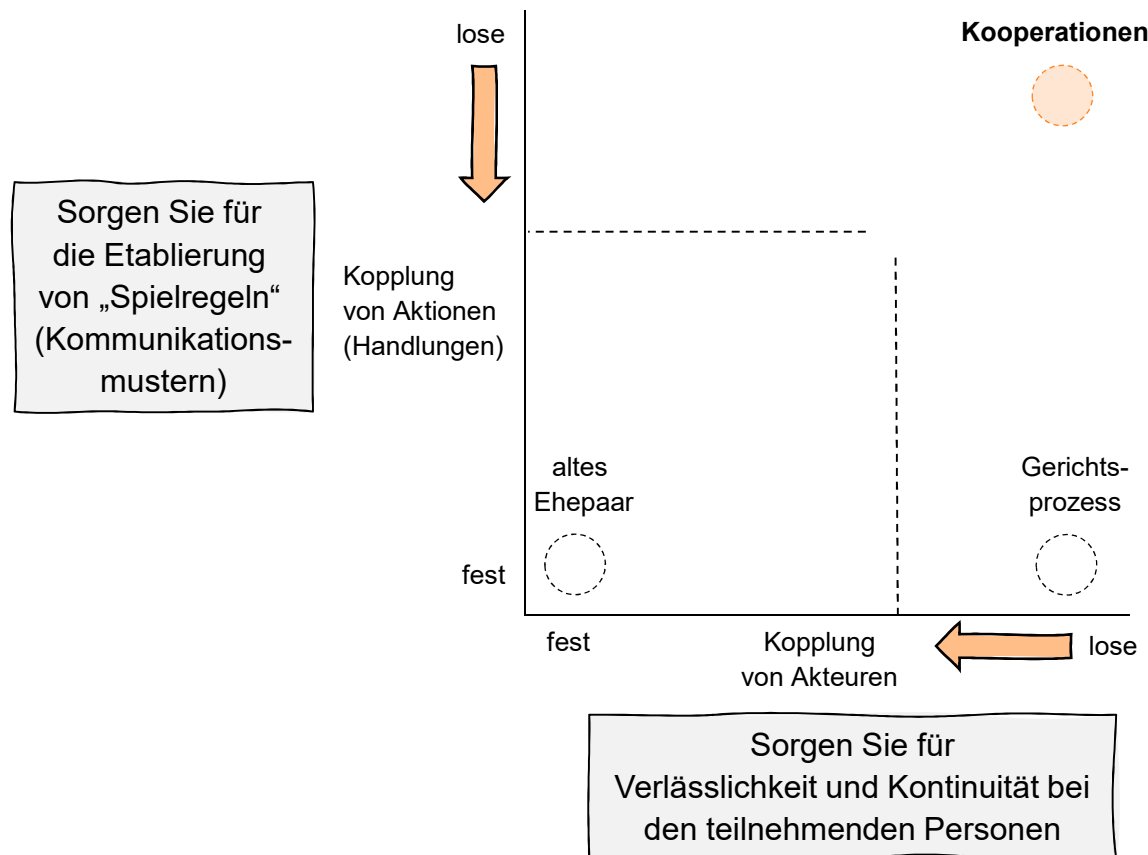 lose
Kooperationen
Sorgen Sie für
die Etablierung
von „Spielregeln“
(Kommunikations-
mustern)
Kopplung
von Aktionen
(Handlungen)
altes
Ehepaar
Gerichts-
prozess
fest
fest
Kopplung
von Akteuren
lose
Sorgen Sie für
Verlässlichkeit und Kontinuität bei
den teilnehmenden Personen